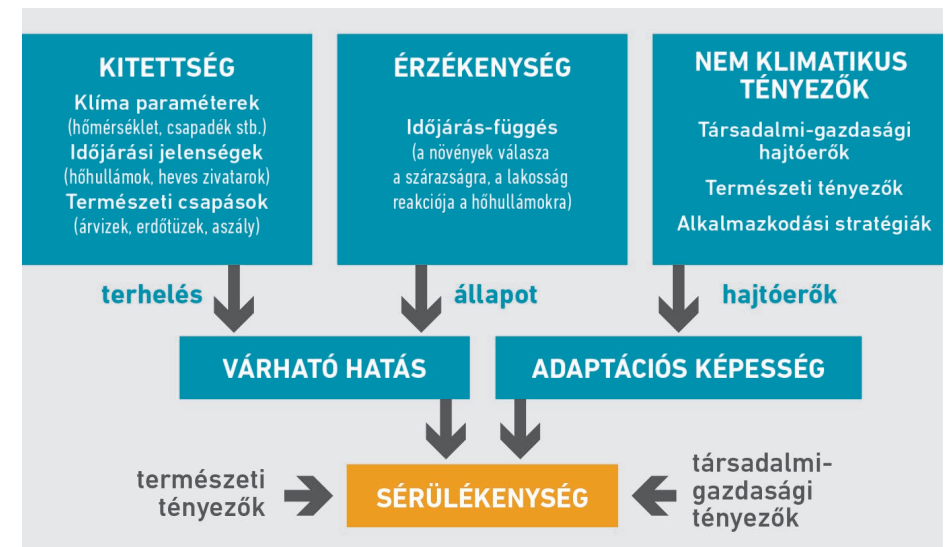 KITETTSÉG
Klíma paraméterek
(hőmérséklet, csapadék stb.)
Időjárási jelenségek
(hőhullámok, heves zivatarok)
Természeti csapások
(árvizek, erdőtüzek, aszály)
ÉRZÉKENYSÉG
Időjárás-függés
(a növények válasza
a szárazságra, a lakosság
reakciója a hőhullámokra)
NEM KLIMATIKUS
TÉNYEZŐK
Társadalmi-gazdasági
hajtóerők
Természeti tényezők
Alkalmazkodási stratégiák
terhelés
állapot
hajtóerők
VÁRHATÓ HATÁS
ADAPTÁCIÓS KÉPESSÉG
természeti
tényezők
SÉRÜLÉKENYSÉG
társadalmi-
gazdasági
tényezők